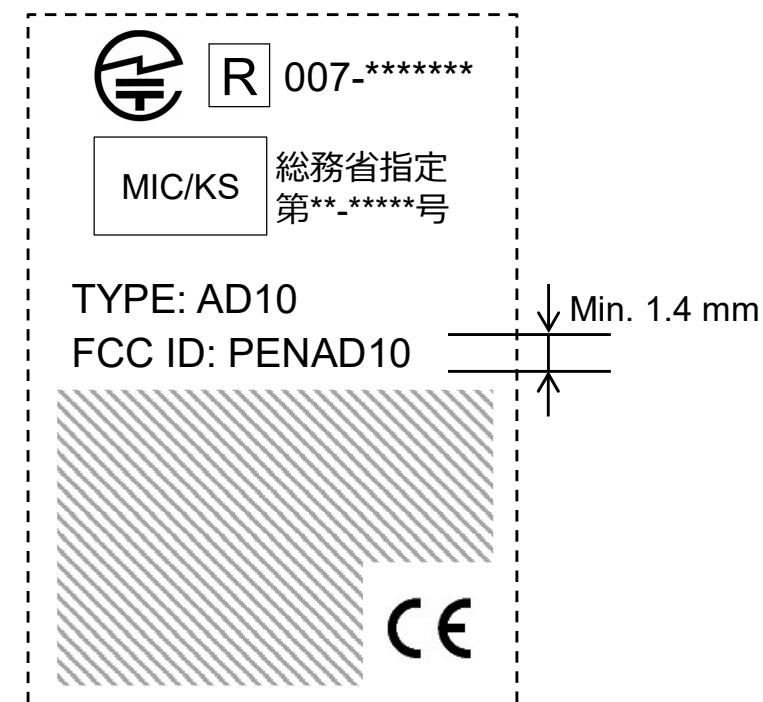 R 007-*******
MIC/KS 総務省指定
第**-*****号
TYPE: AD10
FCC ID: PENAD10
Min. 1.4 mm
CE